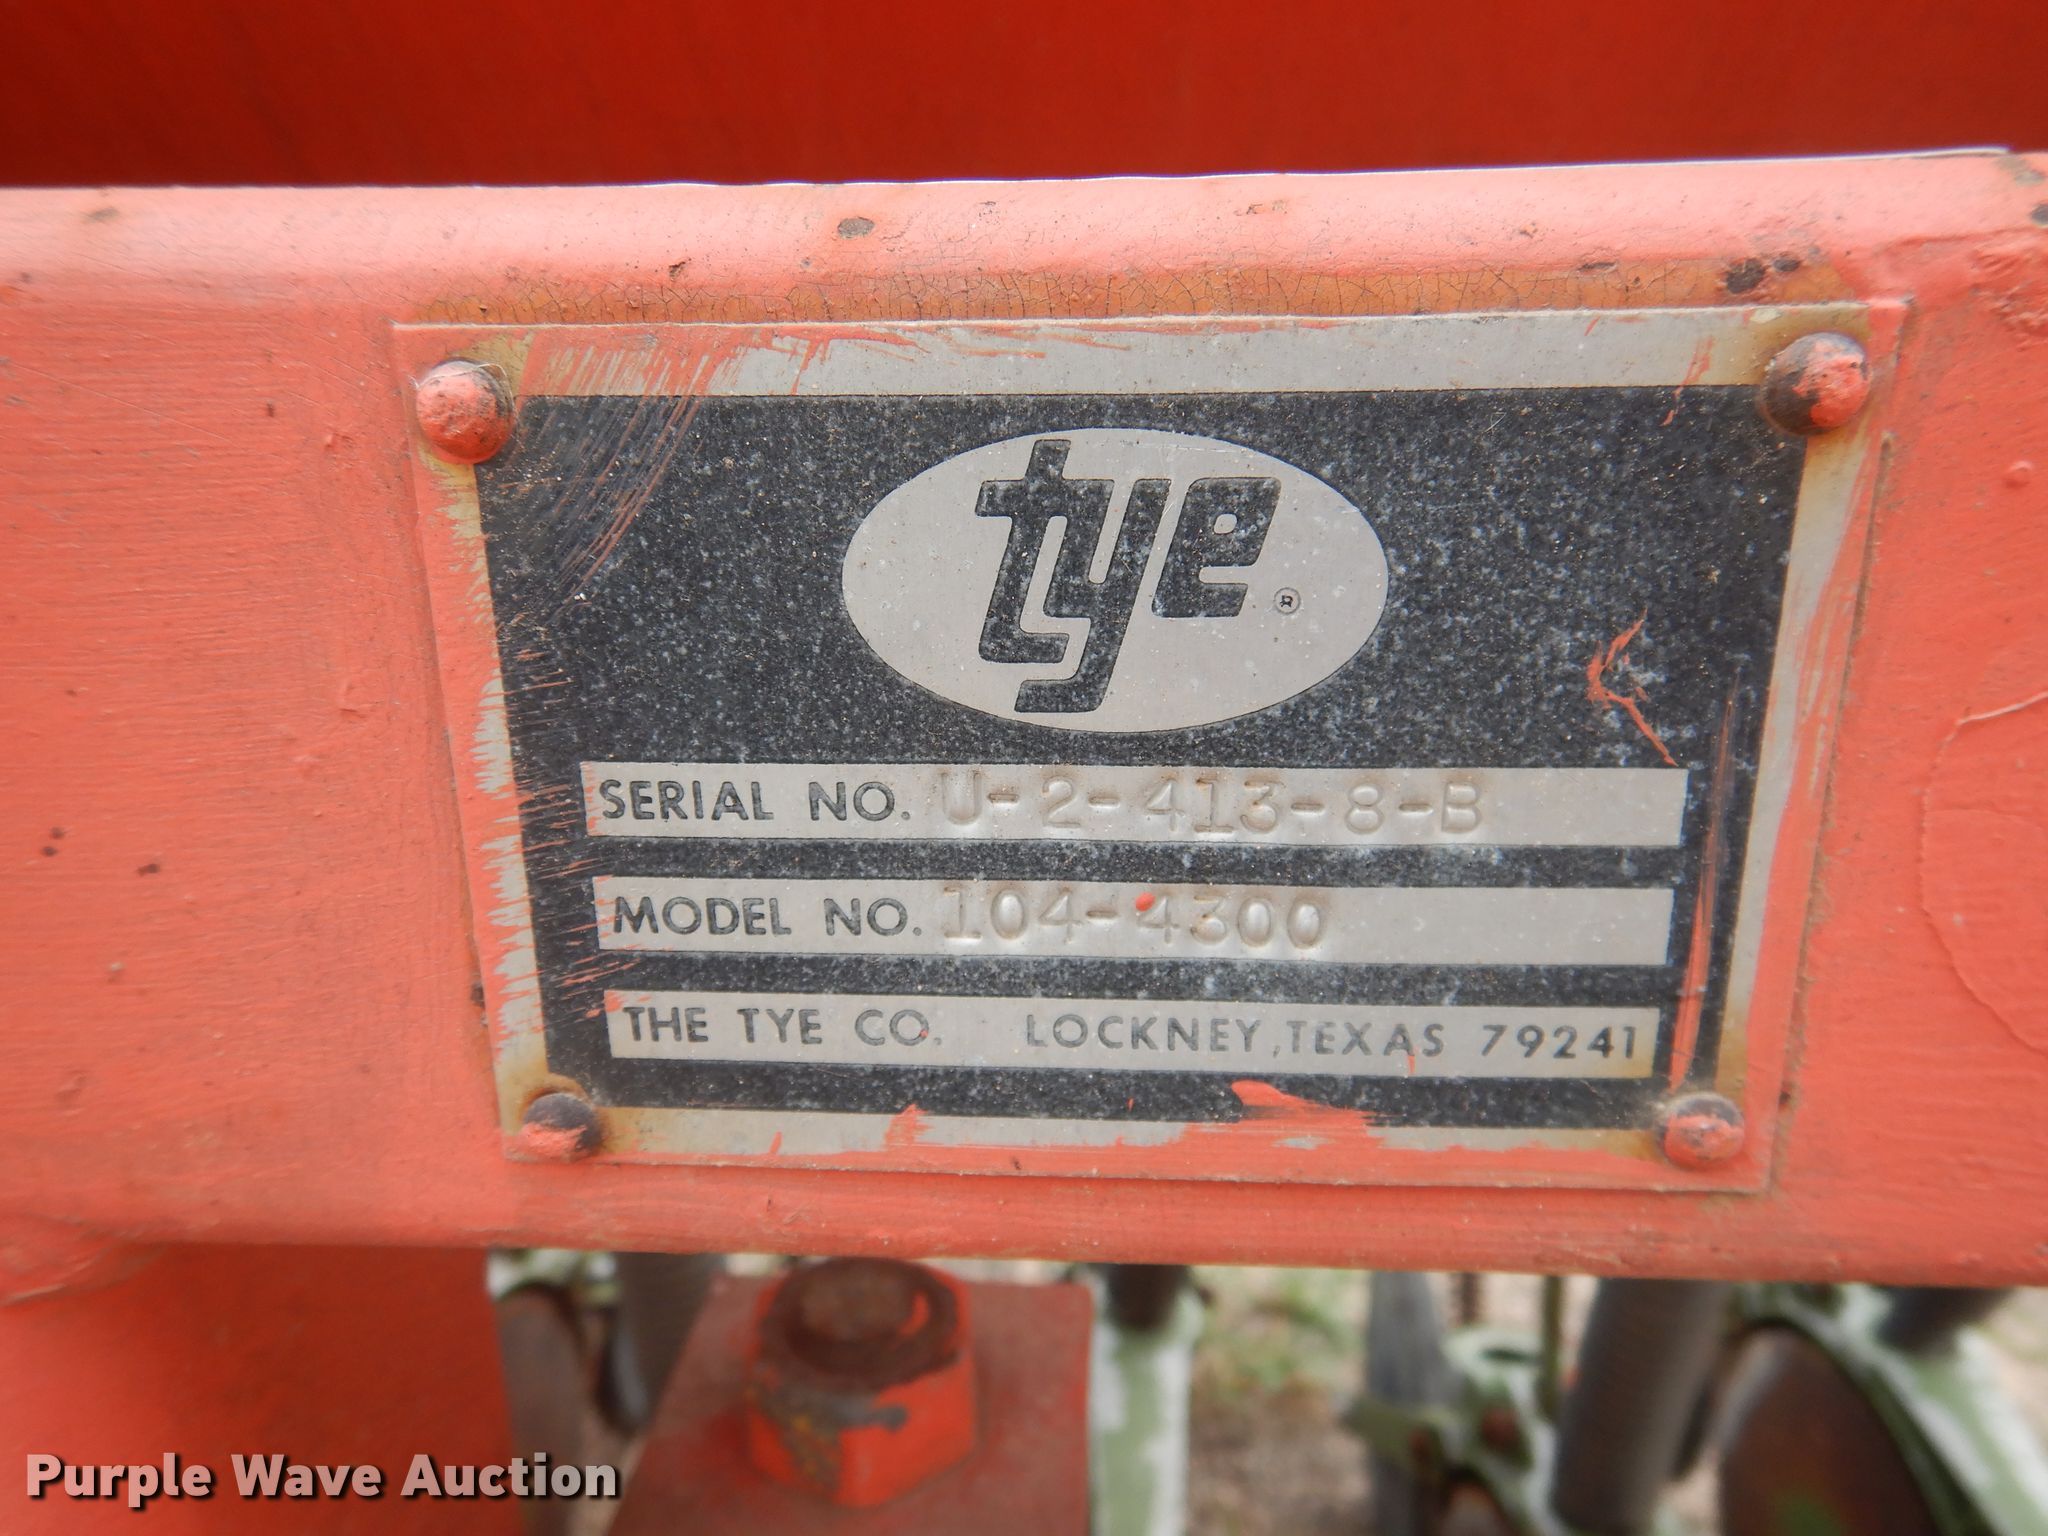 tye ®
SERIAL NO. U-2-413-8-B
MODEL NO. 104-4300
THE TYE CO. LOCKNEY, TEXAS 79241
Purple Wave Auction